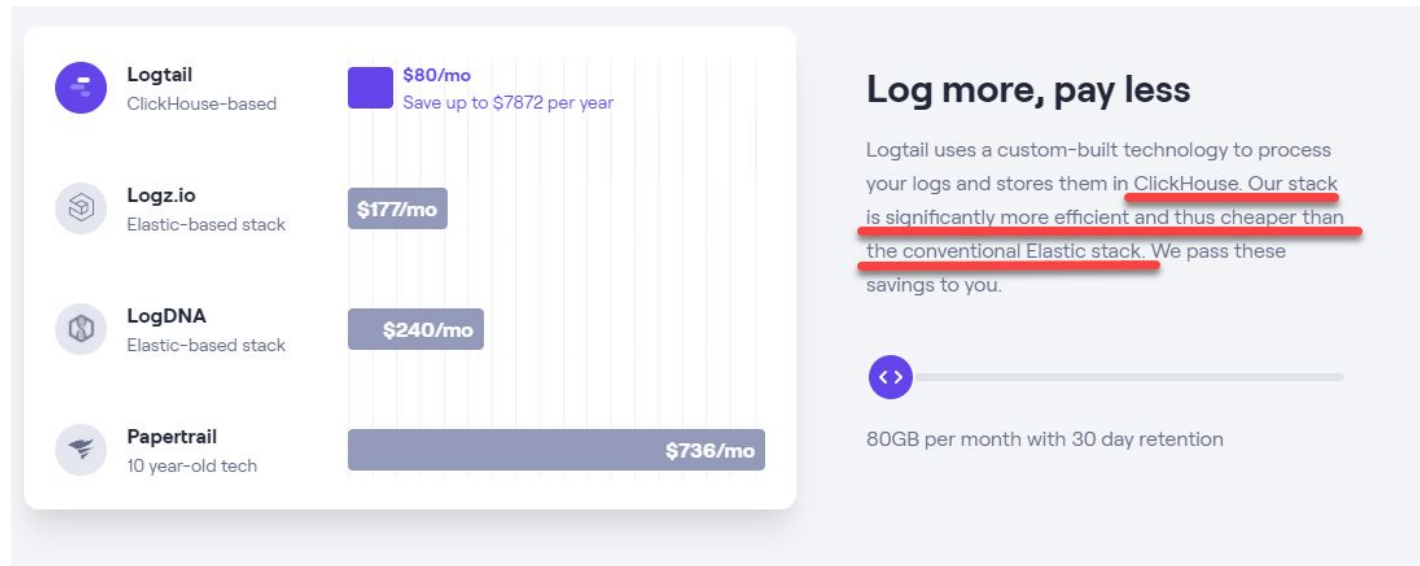 Logtail
ClickHouse-based
$80/mo
Save up to $7872 per year
Logz.io
Elastic-based stack
$177/mo
LogDNA
Elastic-based stack
$240/mo
Papertrail
10 year-old tech
$736/mo
Log more, pay less
Logtail uses a custom-built technology to process
your logs and stores them in ClickHouse. Our stack
is significantly more efficient and thus cheaper than
the conventional Elastic stack. We pass these
savings to you.
80GB per month with 30 day retention